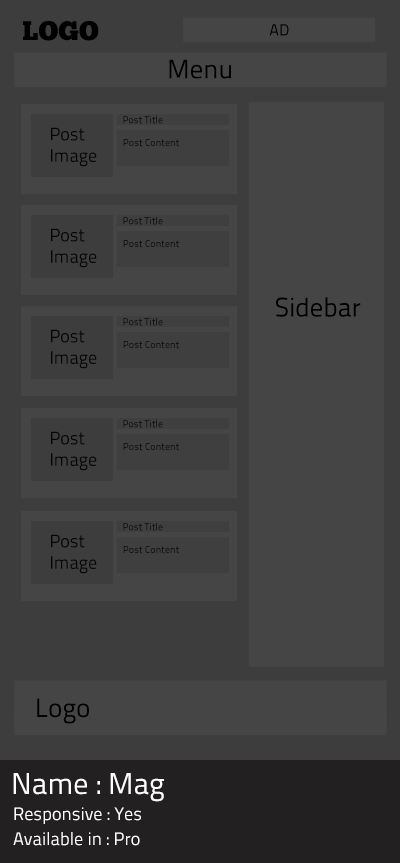 LOGO
AD
Menu
Post
Image
Post Title
Post Content
Post
Image
Post Title
Post Content
Post
Image
Post Title
Post Content
Post
Image
Post Title
Post Content
Post
Image
Post Title
Post Content
Sidebar
Logo
Name : Mag
Responsive : Yes
Available in : Pro